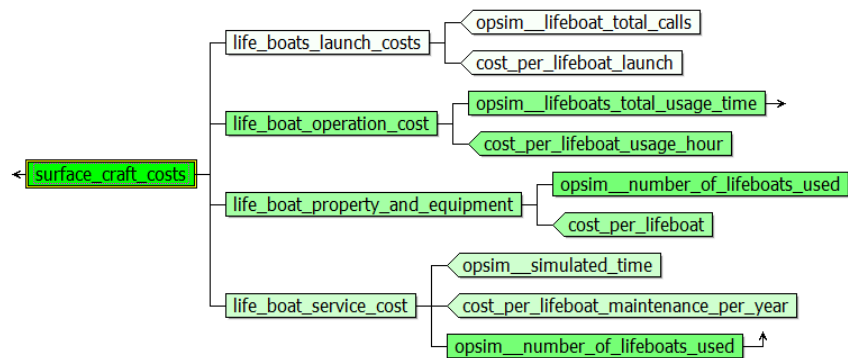 surface_craft_costs
life_boats_launch_costs
opsim__lifeboat_total_calls
cost_per_lifeboat_launch
life_boat_operation_cost
opsim__lifeboats_total_usage_time
cost_per_lifeboat_usage_hour
life_boat_property_and_equipment
opsim__number_of_lifeboats_used
cost_per_lifeboat
life_boat_service_cost
opsim__simulated_time
cost_per_lifeboat_maintenance_per_year
opsim__number_of_lifeboats_used